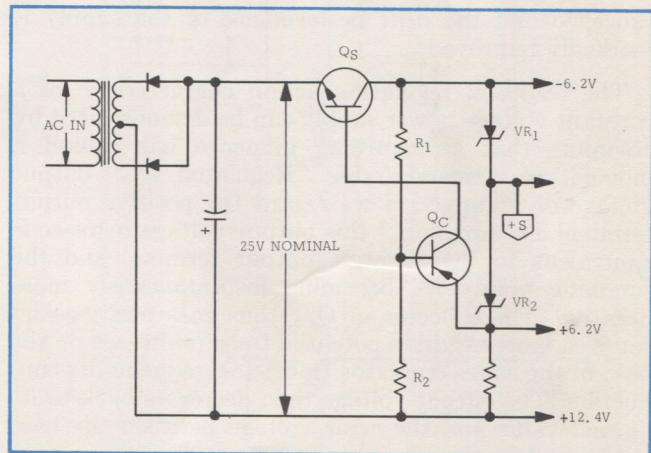 QS
-6.2V
VR1
R1
AC IN
QC
+S
-
+
25V NOMINAL
VR2
+6.2V
R2
+12.4V